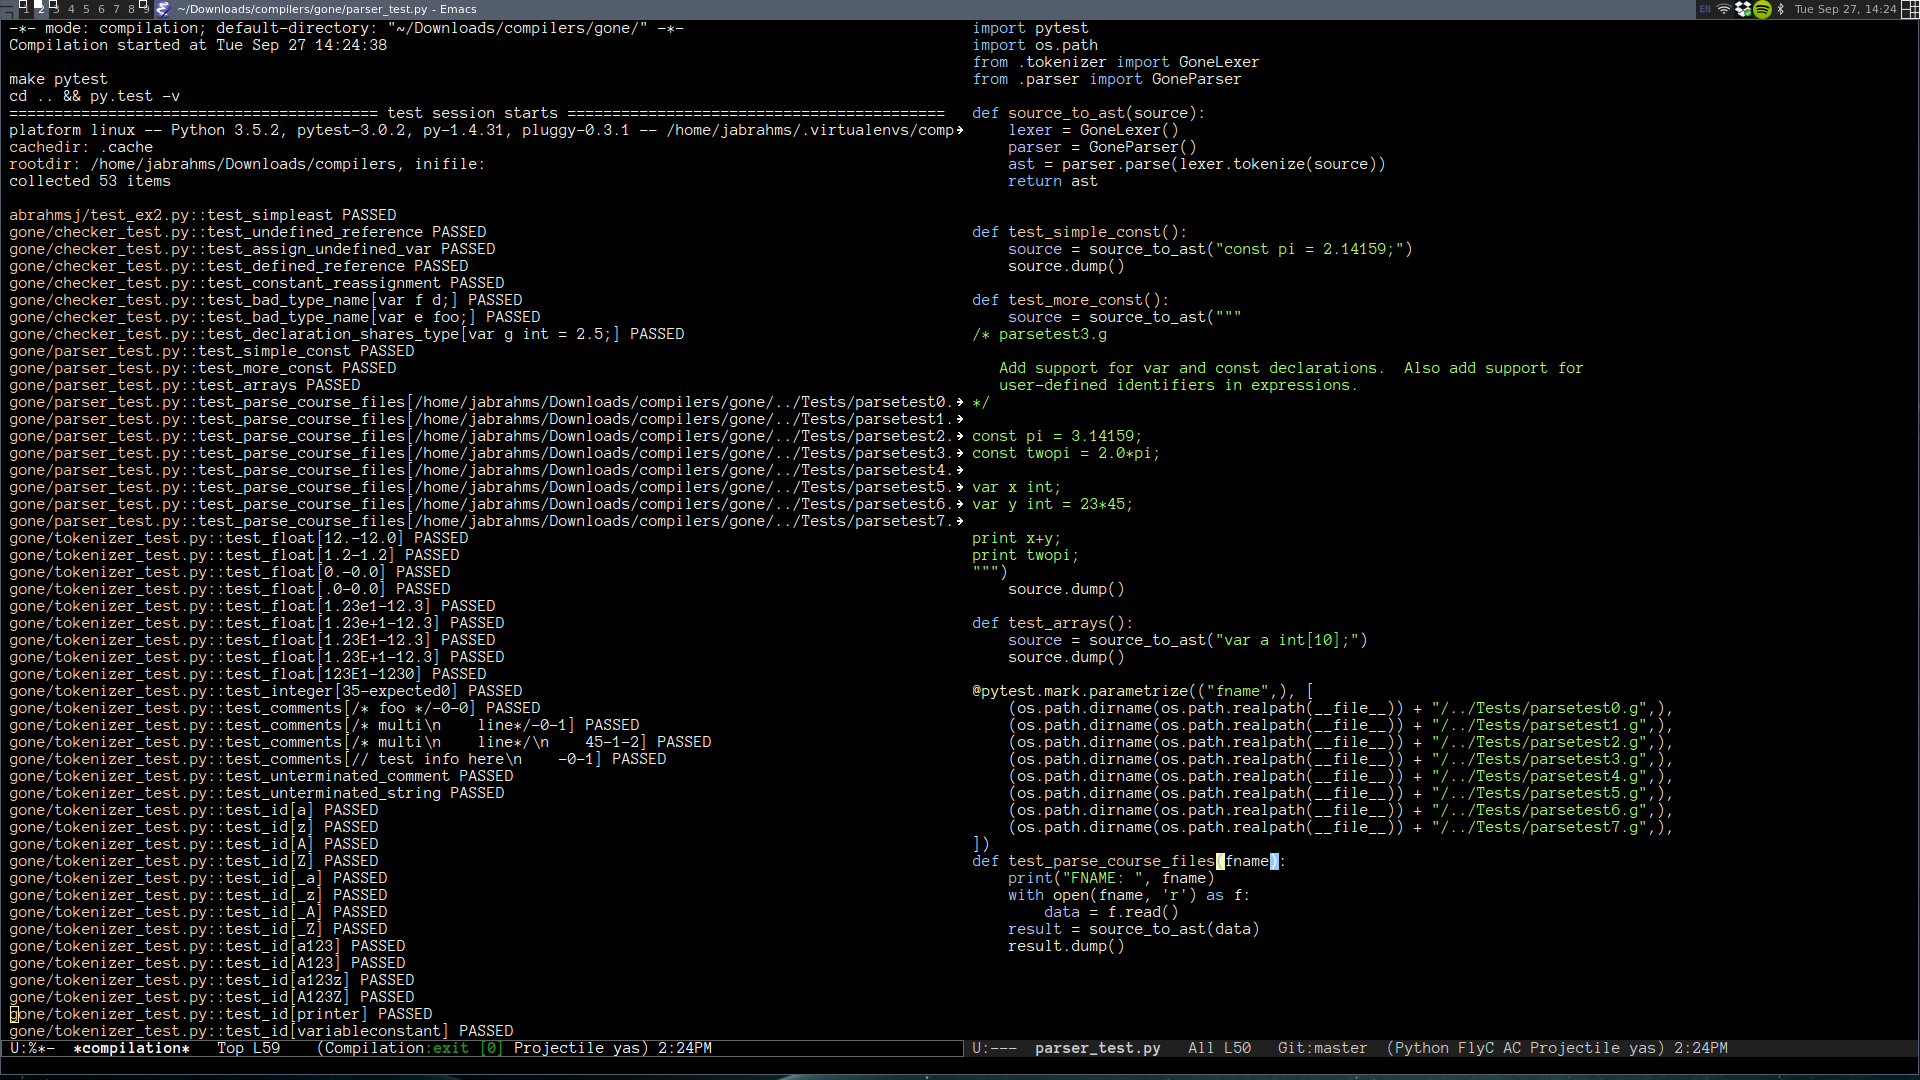 1 2 3 4 5 6 7 8 9 ~/Downloads/compilers/gone/parser_test.py - Emacs
EN Tue Sep 27, 14:24
-*- mode: compilation; default-directory: "~/Downloads/compilers/gone/" -*-
Compilation started at Tue Sep 27 14:24:38
make pytest
cd .. && py.test -v
========================================= test session starts ==========================================
platform linux -- Python 3.5.2, pytest-3.0.2, py-1.4.31, pluggy-0.3.1 -- /home/jabrahms/.virtualenvs/comp
cachedir: .cache
rootdir: /home/jabrahms/Downloads/compilers, inifile:
collected 53 items
abrahmsj/test_ex2.py::test_simpleast PASSED
gone/checker_test.py::test_undefined_reference PASSED
gone/checker_test.py::test_assign_undefined_var PASSED
gone/checker_test.py::test_defined_reference PASSED
gone/checker_test.py::test_constant_reassignment PASSED
gone/checker_test.py::test_bad_type_name[var f d;] PASSED
gone/checker_test.py::test_bad_type_name[var e foo;] PASSED
gone/checker_test.py::test_declaration_shares_type[var g int = 2.5;] PASSED
gone/parser_test.py::test_simple_const PASSED
gone/parser_test.py::test_more_const PASSED
gone/parser_test.py::test_arrays PASSED
gone/parser_test.py::test_parse_course_files[/home/jabrahms/Downloads/compilers/gone/../Tests/parsetest0.
gone/parser_test.py::test_parse_course_files[/home/jabrahms/Downloads/compilers/gone/../Tests/parsetest1.
gone/parser_test.py::test_parse_course_files[/home/jabrahms/Downloads/compilers/gone/../Tests/parsetest2.
gone/parser_test.py::test_parse_course_files[/home/jabrahms/Downloads/compilers/gone/../Tests/parsetest3.
gone/parser_test.py::test_parse_course_files[/home/jabrahms/Downloads/compilers/gone/../Tests/parsetest4.
gone/parser_test.py::test_parse_course_files[/home/jabrahms/Downloads/compilers/gone/../Tests/parsetest5.
gone/parser_test.py::test_parse_course_files[/home/jabrahms/Downloads/compilers/gone/../Tests/parsetest6.
gone/parser_test.py::test_parse_course_files[/home/jabrahms/Downloads/compilers/gone/../Tests/parsetest7.
gone/tokenizer_test.py::test_float[12.-12.0] PASSED
gone/tokenizer_test.py::test_float[1.2-1.2] PASSED
gone/tokenizer_test.py::test_float[0.-0.0] PASSED
gone/tokenizer_test.py::test_float[.0-0.0] PASSED
gone/tokenizer_test.py::test_float[1.23e1-12.3] PASSED
gone/tokenizer_test.py::test_float[1.23e+1-12.3] PASSED
gone/tokenizer_test.py::test_float[1.23E1-12.3] PASSED
gone/tokenizer_test.py::test_float[1.23E+1-12.3] PASSED
gone/tokenizer_test.py::test_float[123E1-1230] PASSED
gone/tokenizer_test.py::test_integer[35-expected0] PASSED
gone/tokenizer_test.py::test_comments[/* foo */-0-0] PASSED
gone/tokenizer_test.py::test_comments[/* multi\n    line*/-0-1] PASSED
gone/tokenizer_test.py::test_comments[/* multi\n    line*/\n    45-1-2] PASSED
gone/tokenizer_test.py::test_comments[// test info here\n    -0-1] PASSED
gone/tokenizer_test.py::test_unterminated_comment PASSED
gone/tokenizer_test.py::test_unterminated_string PASSED
gone/tokenizer_test.py::test_id[a] PASSED
gone/tokenizer_test.py::test_id[z] PASSED
gone/tokenizer_test.py::test_id[A] PASSED
gone/tokenizer_test.py::test_id[Z] PASSED
gone/tokenizer_test.py::test_id[_a] PASSED
gone/tokenizer_test.py::test_id[_z] PASSED
gone/tokenizer_test.py::test_id[_A] PASSED
gone/tokenizer_test.py::test_id[_Z] PASSED
gone/tokenizer_test.py::test_id[a123] PASSED
gone/tokenizer_test.py::test_id[A123] PASSED
gone/tokenizer_test.py::test_id[a123z] PASSED
gone/tokenizer_test.py::test_id[A123Z] PASSED
gone/tokenizer_test.py::test_id[printer] PASSED
gone/tokenizer_test.py::test_id[variableconstant] PASSED
U:%*-  *compilation*   Top L59    (Compilation:exit [0] Projectile yas) 2:24PM
import pytest
import os.path
from .tokenizer import GoneLexer
from .parser import GoneParser
def source_to_ast(source):
    lexer = GoneLexer()
    parser = GoneParser()
    ast = parser.parse(lexer.tokenize(source))
    return ast
def test_simple_const():
    source = source_to_ast("const pi = 2.14159;")
    source.dump()
def test_more_const():
    source = source_to_ast("""
/* parsetest3.g
   Add support for var and const declarations.  Also add support for
   user-defined identifiers in expressions.
*/
const pi = 3.14159;
const twopi = 2.0*pi;
var x int;
var y int = 23*45;
print x+y;
print twopi;
""")
    source.dump()
def test_arrays():
    source = source_to_ast("var a int[10];")
    source.dump()
@pytest.mark.parametrize(("fname",), [
    (os.path.dirname(os.path.realpath(__file__)) + "/../Tests/parsetest0.g",),
    (os.path.dirname(os.path.realpath(__file__)) + "/../Tests/parsetest1.g",),
    (os.path.dirname(os.path.realpath(__file__)) + "/../Tests/parsetest2.g",),
    (os.path.dirname(os.path.realpath(__file__)) + "/../Tests/parsetest3.g",),
    (os.path.dirname(os.path.realpath(__file__)) + "/../Tests/parsetest4.g",),
    (os.path.dirname(os.path.realpath(__file__)) + "/../Tests/parsetest5.g",),
    (os.path.dirname(os.path.realpath(__file__)) + "/../Tests/parsetest6.g",),
    (os.path.dirname(os.path.realpath(__file__)) + "/../Tests/parsetest7.g",),
])
def test_parse_course_files(fname):
    print("FNAME: ", fname)
    with open(fname, 'r') as f:
        data = f.read()
    result = source_to_ast(data)
    result.dump()
U:---  parser_test.py   All L50   Git:master  (Python FlyC AC Projectile yas) 2:24PM